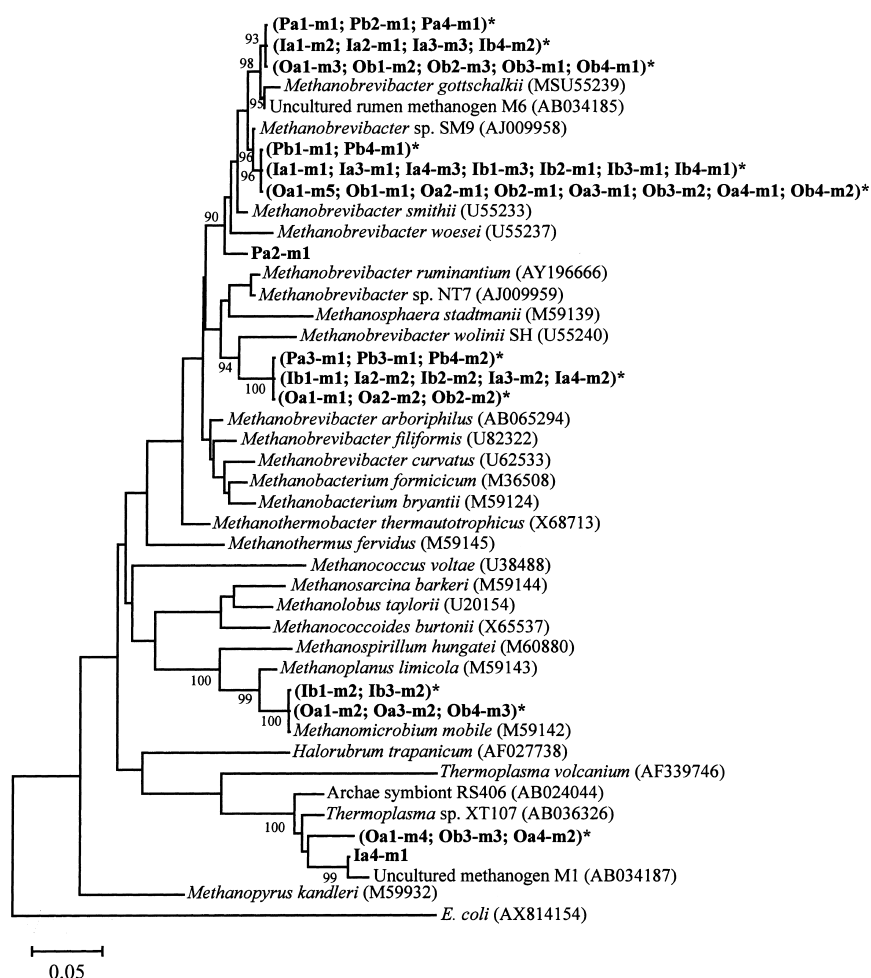 (Pa1-m1; Pb2-m1; Pa4-m1)*
93
(Ia1-m2; Ia2-m1; Ia3-m3; Ib4-m2)*
98
(Oa1-m3; Ob1-m2; Ob2-m3; Ob3-m1; Ob4-m1)*
Methanobrevibacter gottschalkii (MSU55239)
95
Uncultured rumen methanogen M6 (AB034185)
Methanobrevibacter sp. SM9 (AJ009958)
(Pb1-m1; Pb4-m1)*
96
(Ia1-m1; Ia3-m1; Ia4-m3; Ib1-m3; Ib2-m1; Ib3-m1; Ib4-m1)*
96
(Oa1-m5; Ob1-m1; Oa2-m1; Ob2-m1; Oa3-m1; Ob3-m2; Oa4-m1; Ob4-m2)*
Methanobrevibacter smithii (U55233)
90
Methanobrevibacter woesei (U55237)
Pa2-m1
Methanobrevibacter ruminantium (AY196666)
Methanobrevibacter sp. NT7 (AJ009959)
Methanosphaera stadtmanii (M59139)
Methanobrevibacter wolinii SH (U55240)
(Pa3-m1; Pb3-m1; Pb4-m2)*
94
(Ib1-m1; Ia2-m2; Ib2-m2; Ia3-m2; Ia4-m2)*
100
(Oa1-m1; Oa2-m2; Ob2-m2)*
Methanobrevibacter arboriphilus (AB065294)
Methanobrevibacter filiformis (U82322)
Methanobrevibacter curvatus (U62533)
Methanobacterium formicicum (M36508)
Methanobacterium bryantii (M59124)
Methanothermobacter thermautotrophicus (X68713)
Methanothermus fervidus (M59145)
Methanococcus voltae (U38488)
Methanosarcina barkeri (M59144)
Methanolobus taylorii (U20154)
Methanococcoides burtonii (X65537)
Methanospirillum hungatei (M60880)
Methanoplanus limicola (M59143)
100
(Ib1-m2; Ib3-m2)*
99
(Oa1-m2; Oa3-m2; Ob4-m3)*
100
Methanomicrobium mobile (M59142)
Halorubrum trapanicum (AF027738)
Thermoplasma volcanium (AF339746)
Archae symbiont RS406 (AB024044)
Thermoplasma sp. XT107 (AB036326)
100
(Oa1-m4; Ob3-m3; Oa4-m2)*
Ia4-m1
99
Uncultured methanogen M1 (AB034187)
Methanopyrus kandleri (M59932)
E. coli (AX814154)
0.05